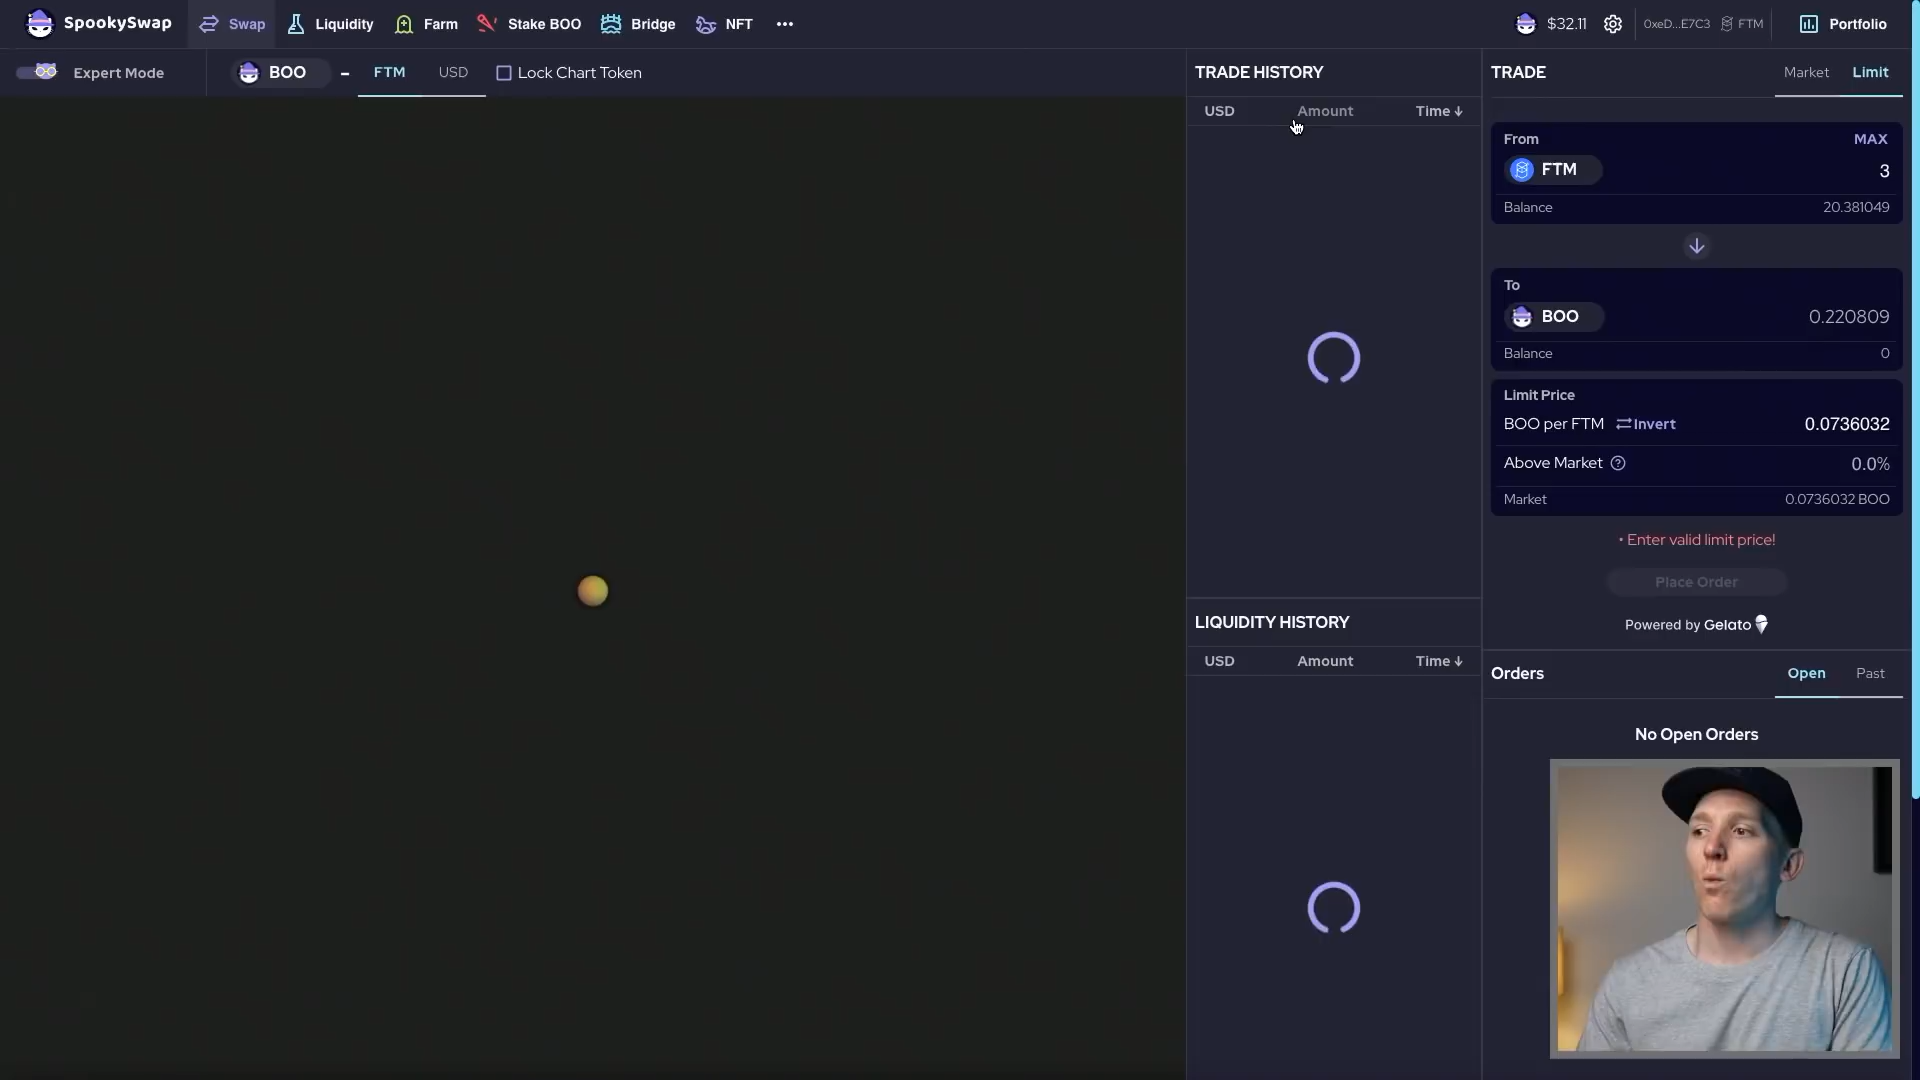 SpookySwap
Swap
Liquidity
Farm
Stake BOO
Bridge
NFT
$32.11
0xeD...E7C3
FTM
Portfolio
Expert Mode
BOO
-
FTM
USD
Lock Chart Token
TRADE HISTORY
USD
Amount
Time ↓
LIQUIDITY HISTORY
USD
Amount
Time ↓
TRADE
Market
Limit
From
MAX
FTM
3
Balance
20.381049
To
BOO
0.220809
Balance
0
Limit Price
BOO per FTM
Invert
0.0736032
Above Market
0.0%
Market
0.0736032 BOO
• Enter valid limit price!
Place Order
Powered by Gelato
Orders
Open
Past
No Open Orders